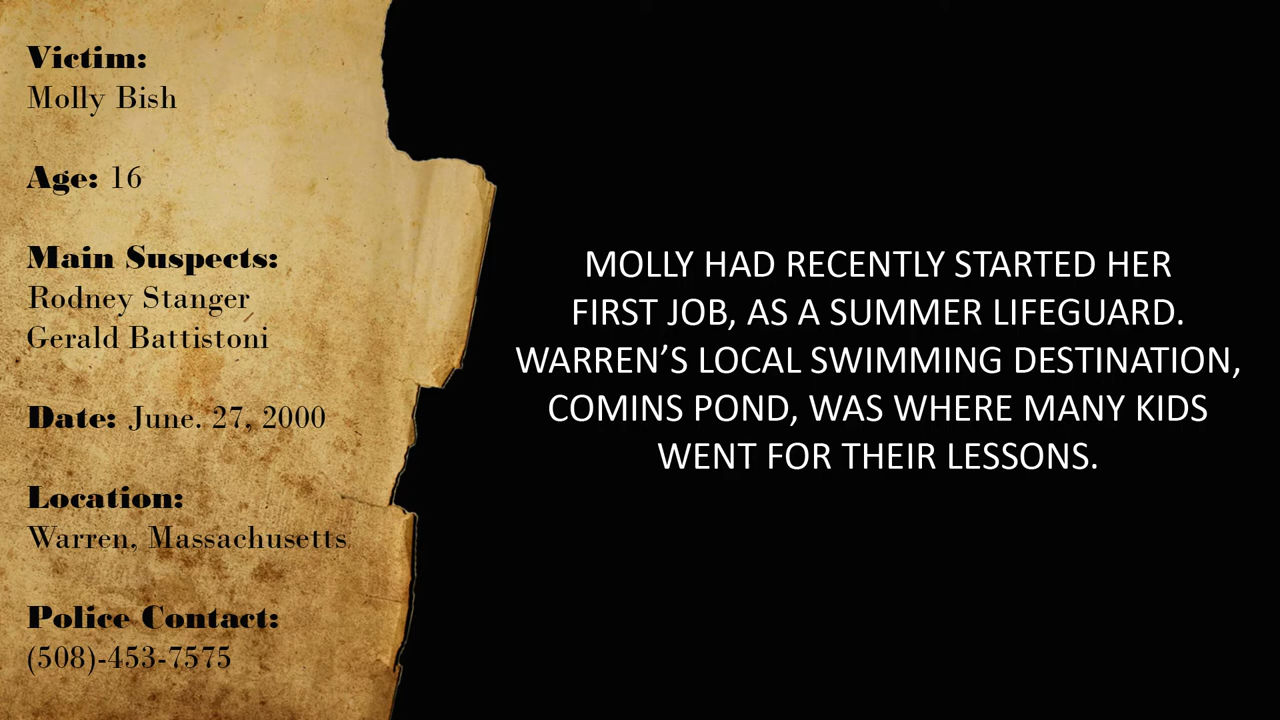 Victim:
Molly Bish
Age: 16
Main Suspects:
Rodney Stanger
Gerald Battistoni
Date: June. 27, 2000
Location:
Warren, Massachusetts
Police Contact:
(508)-453-7575
MOLLY HAD RECENTLY STARTED HER
FIRST JOB, AS A SUMMER LIFEGUARD.
WARREN’S LOCAL SWIMMING DESTINATION,
COMINS POND, WAS WHERE MANY KIDS
WENT FOR THEIR LESSONS.